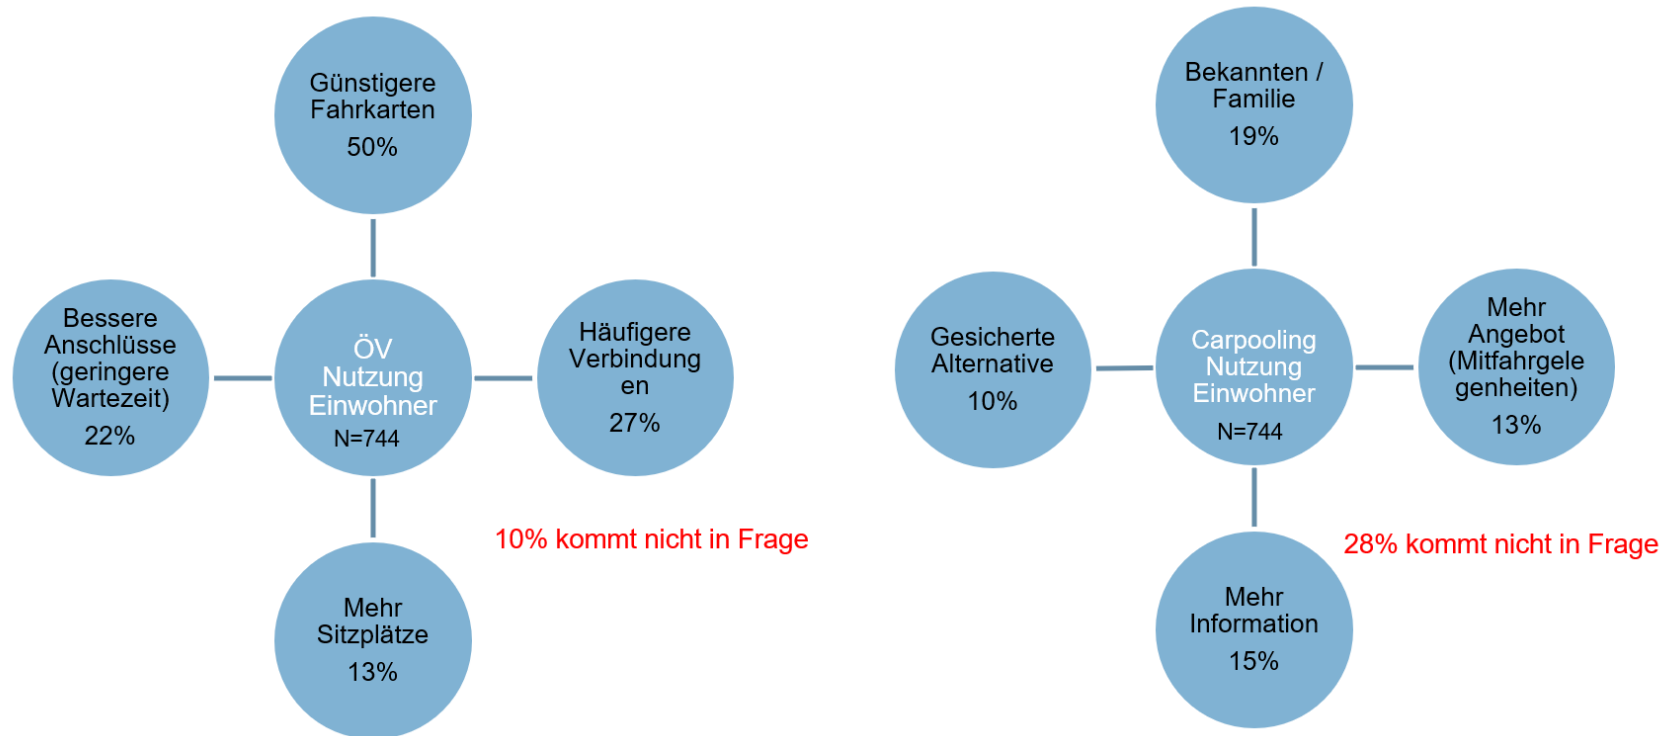 Günstigere
Fahrkarten
50%
Bessere
Anschlüsse
(geringere
Wartezeit)
22%
ÖV
Nutzung
Einwohner
N=744
Häufigere
Verbindung
en
27%
10% kommt nicht in Frage
Mehr
Sitzplätze
13%
Bekannten /
Familie
19%
Gesicherte
Alternative
10%
Carpooling
Nutzung
Einwohner
N=744
Mehr
Angebot
(Mitfahrgele
genheiten)
13%
28% kommt nicht in Frage
Mehr
Information
15%